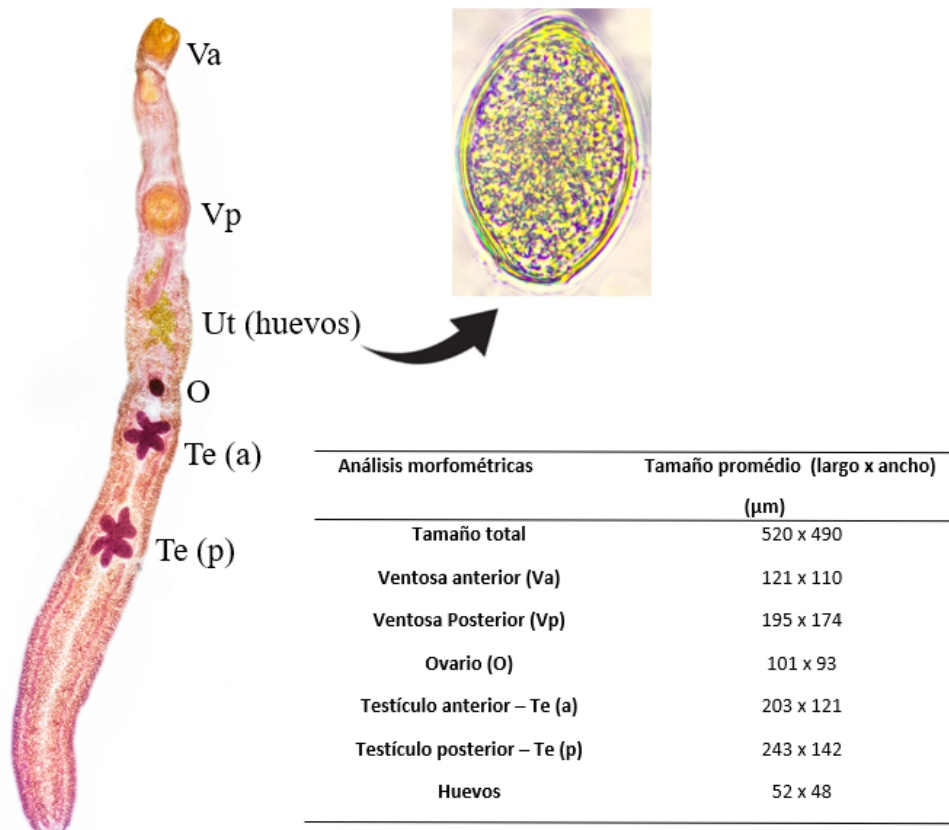 Va
Vp
Ut (huevos)
O
Te (a)
Te (p)
Análisis morfométricas Tamaño promédio (largo x ancho)
(µm)
Tamaño total 520 x 490
Ventosa anterior (Va) 121 x 110
Ventosa Posterior (Vp) 195 x 174
Ovario (O) 101 x 93
Testículo anterior – Te (a) 203 x 121
Testículo posterior – Te (p) 243 x 142
Huevos 52 x 48